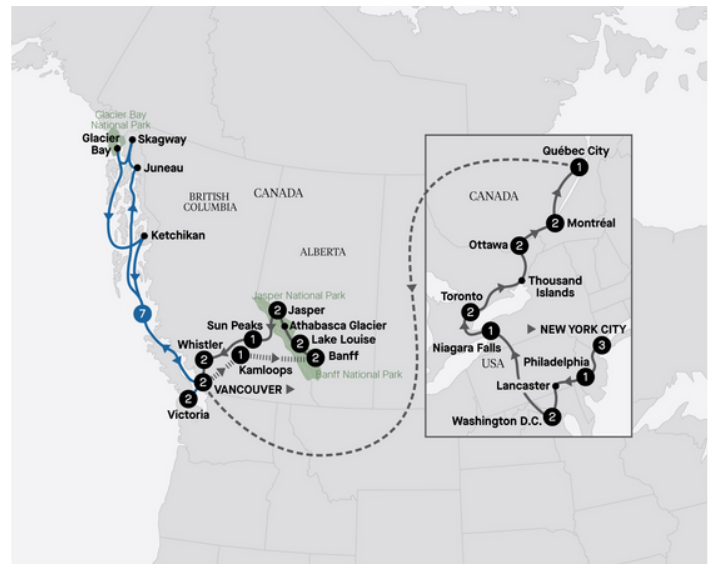 Glacier Bay
National Park
Glacier
Bay
Skagway
Juneau
BRITISH
COLUMBIA
CANADA
Ketchikan
ALBERTA
7
Jasper National Park
2
Jasper
Sun Peaks
1
Athabasca Glacier
Whistler
2
2
Lake Louise
1
2
Banff
Kamloops
Banff National Park
2
VANCOUVER
2
Victoria
Québec City
1
CANADA
2
Montréal
Ottawa
2
Thousand
Islands
Toronto
2
1
NEW YORK CITY
Niagara Falls
3
USA
Philadelphia
1
Lancaster
Washington D.C.
2